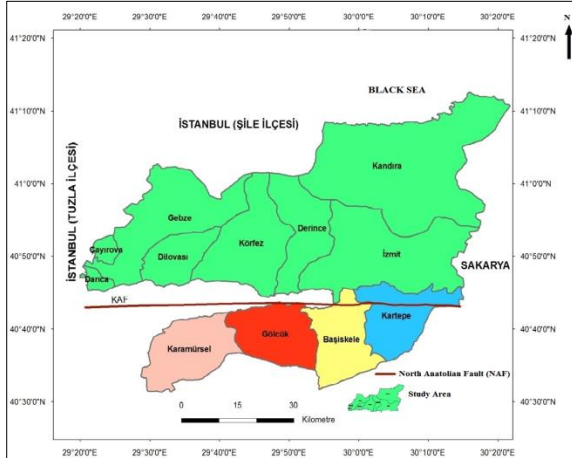 29°20'0"E 29°30'0"E 29°40'0"E 29°50'0"E 30°0'0"E 30°10'0"E 30°20'0"E
N
41°20'0"N
41°20'0"N
BLACK SEA
41°10'0"N
41°10'0"N
İSTANBUL (ŞİLE İLÇESİ)
Kandıra
41°0'0"N
41°0'0"N
İSTANBUL (TUZLA İLÇESİ)
Gebze
Derince
Körfez
Çayırova
Dilovası
İzmit
40°50'0"N
40°50'0"N
SAKARYA
Darıca
KAF
Kartepe
40°40'0"N
40°40'0"N
Gölcük
Başiskele
Karamürsel
North Anatolian Fault (NAF)
Study Area
40°30'0"N
40°30'0"N
0 15 30
Kilometre
29°20'0"E 29°30'0"E 29°40'0"E 29°50'0"E 30°0'0"E 30°10'0"E 30°20'0"E